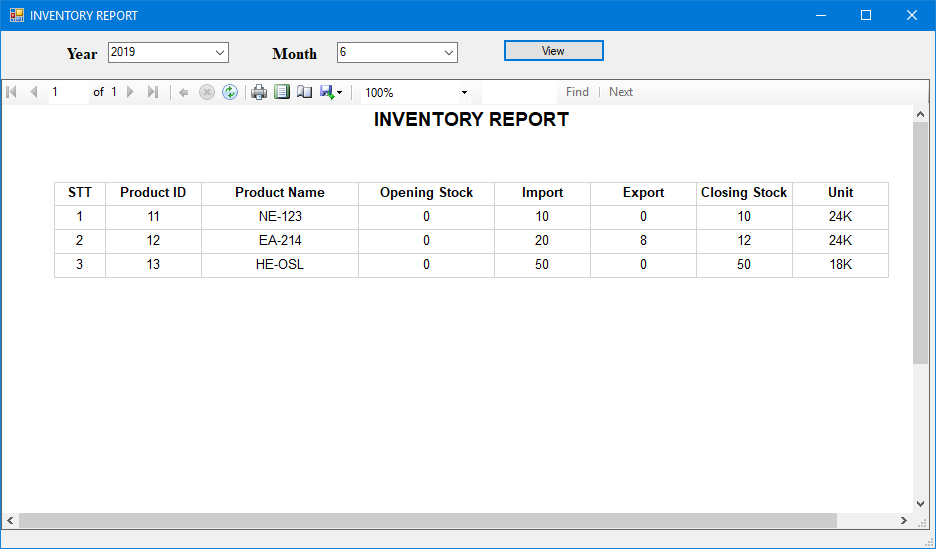 INVENTORY REPORT
Year 2019 Month 6 View
1 of 1 100% Find Next
INVENTORY REPORT
STT Product ID Product Name Opening Stock Import Export Closing Stock Unit
1 11 NE-123 0 10 0 10 24K
2 12 EA-214 0 20 8 12 24K
3 13 HE-OSL 0 50 0 50 18K